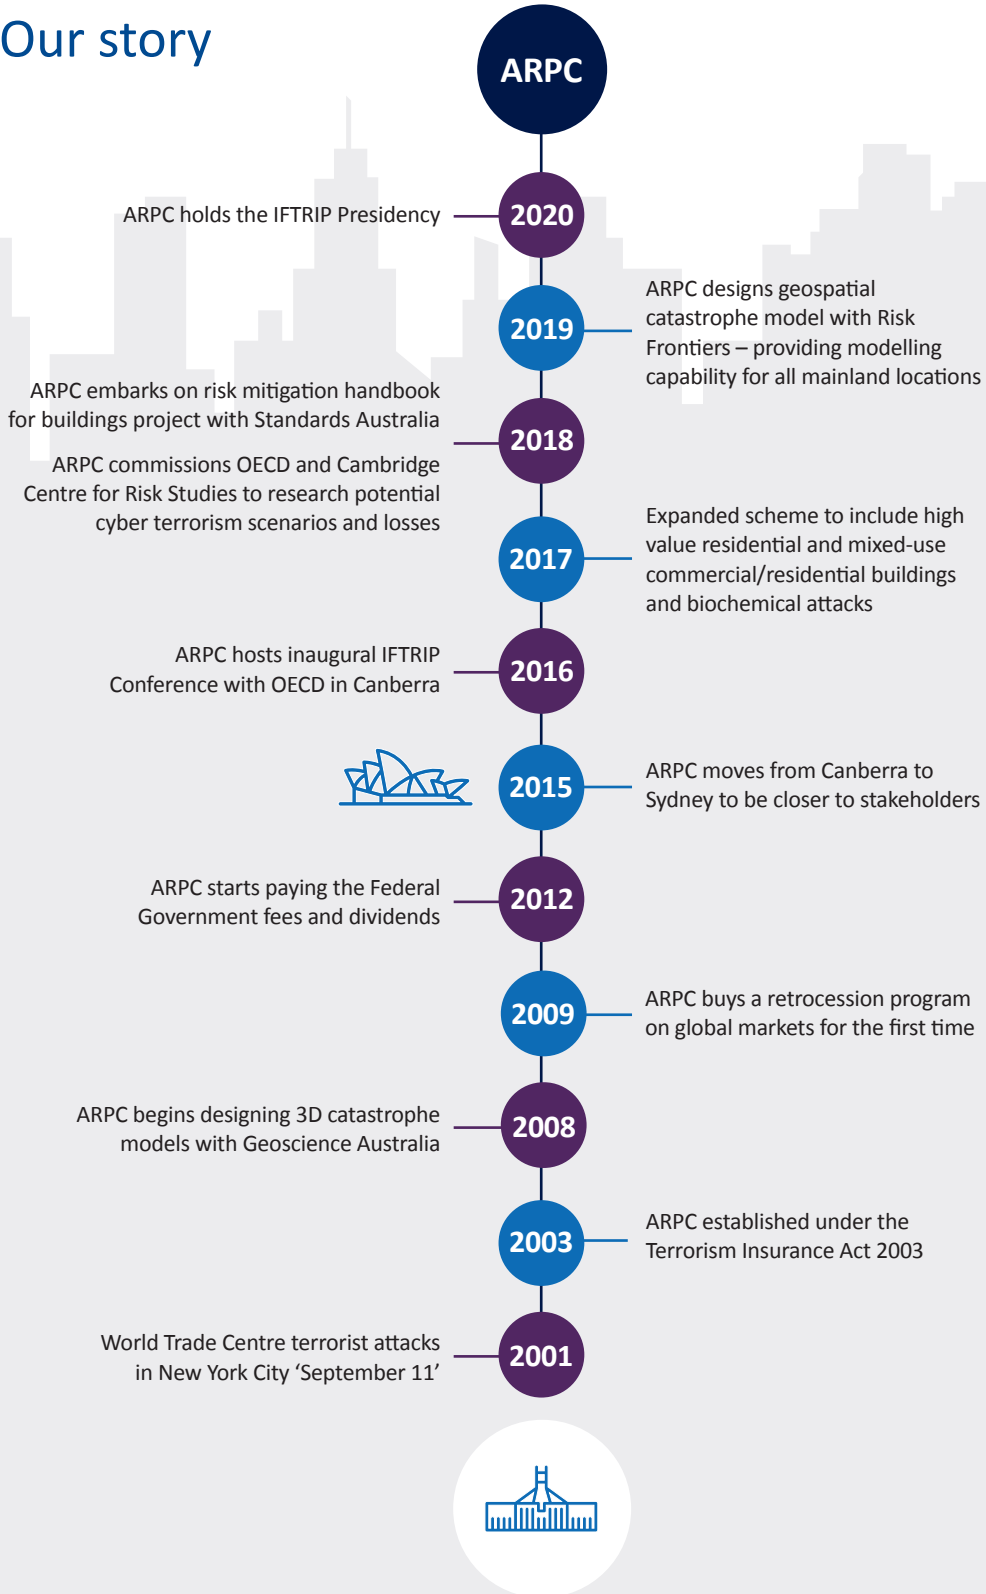 Our story
ARPC
ARPC holds the IFTRIP Presidency
2020
2019
ARPC designs geospatial
catastrophe model with Risk
Frontiers – providing modelling
capability for all mainland locations
ARPC embarks on risk mitigation handbook
for buildings project with Standards Australia
2018
ARPC commissions OECD and Cambridge
Centre for Risk Studies to research potential
cyber terrorism scenarios and losses
2017
Expanded scheme to include high
value residential and mixed-use
commercial/residential buildings
and biochemical attacks
ARPC hosts inaugural IFTRIP
Conference with OECD in Canberra
2016
2015
ARPC moves from Canberra to
Sydney to be closer to stakeholders
ARPC starts paying the Federal
Government fees and dividends
2012
2009
ARPC buys a retrocession program
on global markets for the first time
ARPC begins designing 3D catastrophe
models with Geoscience Australia
2008
2003
ARPC established under the
Terrorism Insurance Act 2003
World Trade Centre terrorist attacks
in New York City ‘September 11’
2001